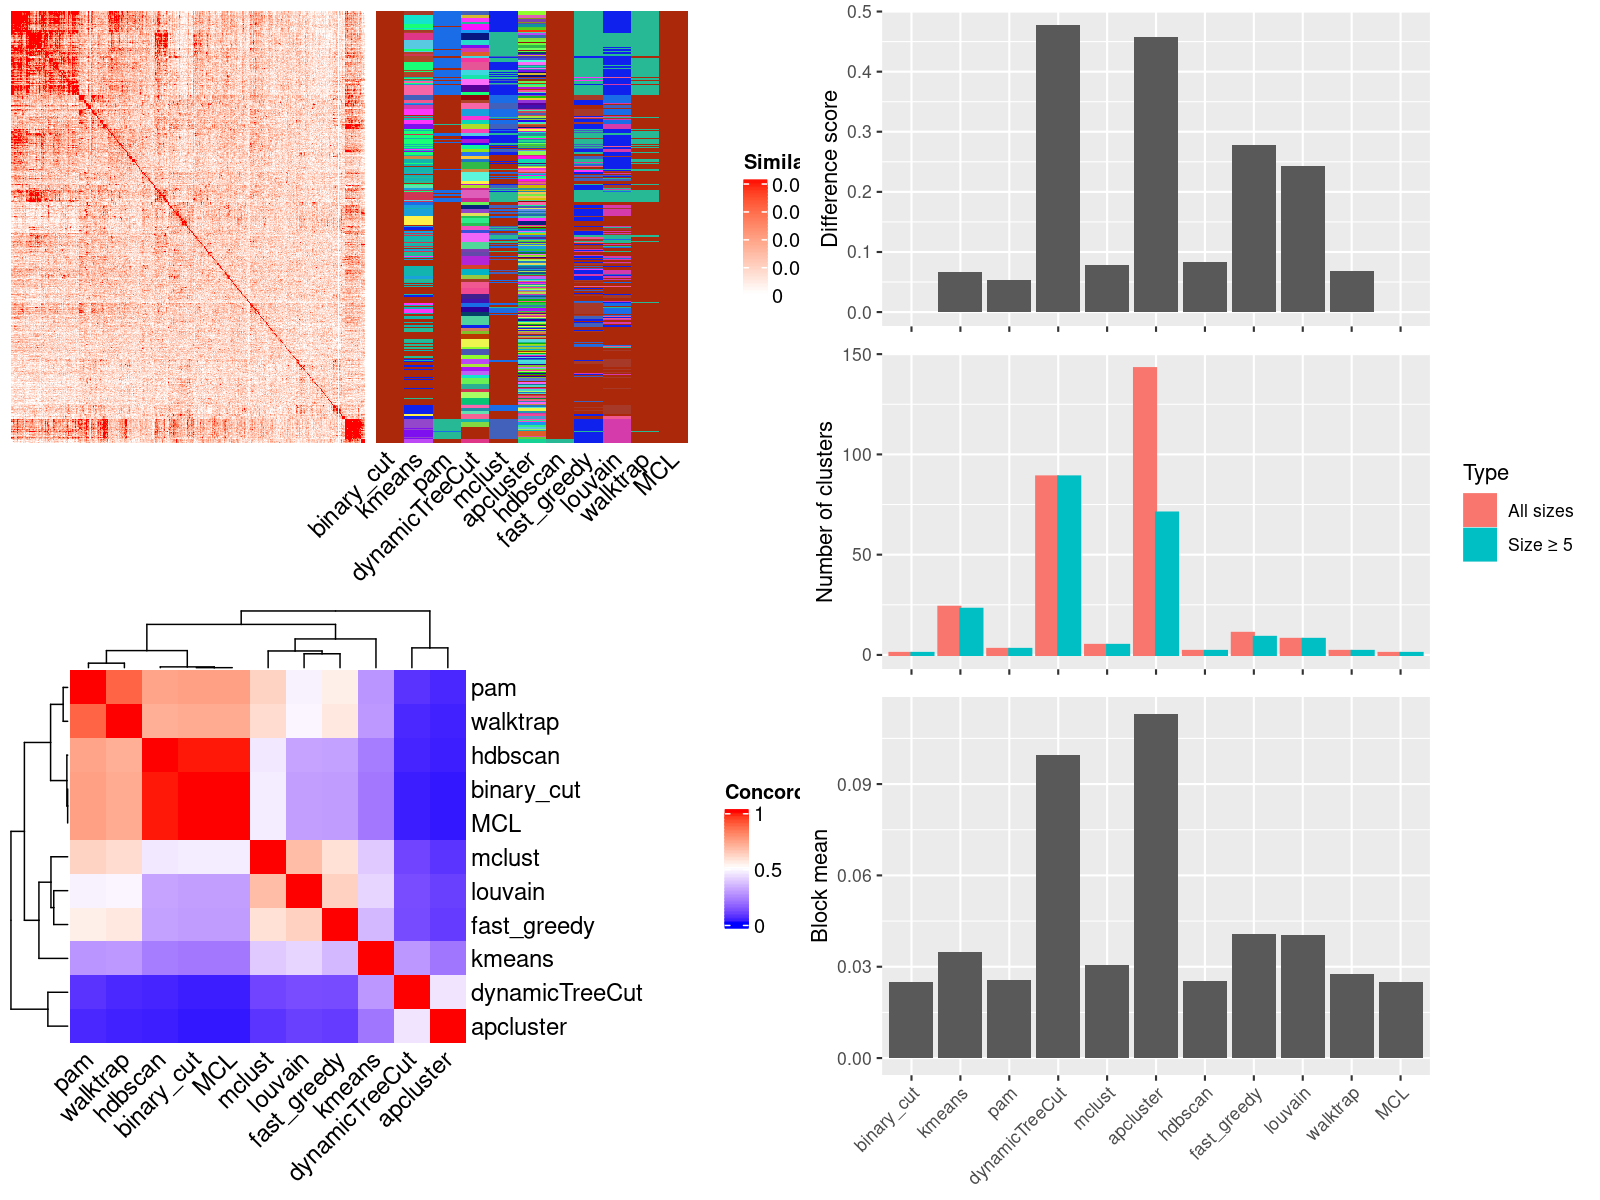 Simila
0.0
0.0
0.0
0.0
0
binary_cut
kmeans
pam
dynamicTreeCut
mclust
apcluster
hdbscan
fast_greedy
louvain
walktrap
MCL
pam
walktrap
hdbscan
binary_cut
MCL
mclust
louvain
fast_greedy
kmeans
dynamicTreeCut
apcluster
pam
walktrap
hdbscan
binary_cut
MCL
mclust
louvain
fast_greedy
kmeans
dynamicTreeCut
apcluster
Concord
1
0.5
0
Difference score
0.5
0.4
0.3
0.2
0.1
0.0
Number of clusters
150
100
50
0
Type
All sizes
Size ≥ 5
Block mean
0.09
0.06
0.03
0.00
binary_cut
kmeans
pam
dynamicTreeCut
mclust
apcluster
hdbscan
fast_greedy
louvain
walktrap
MCL